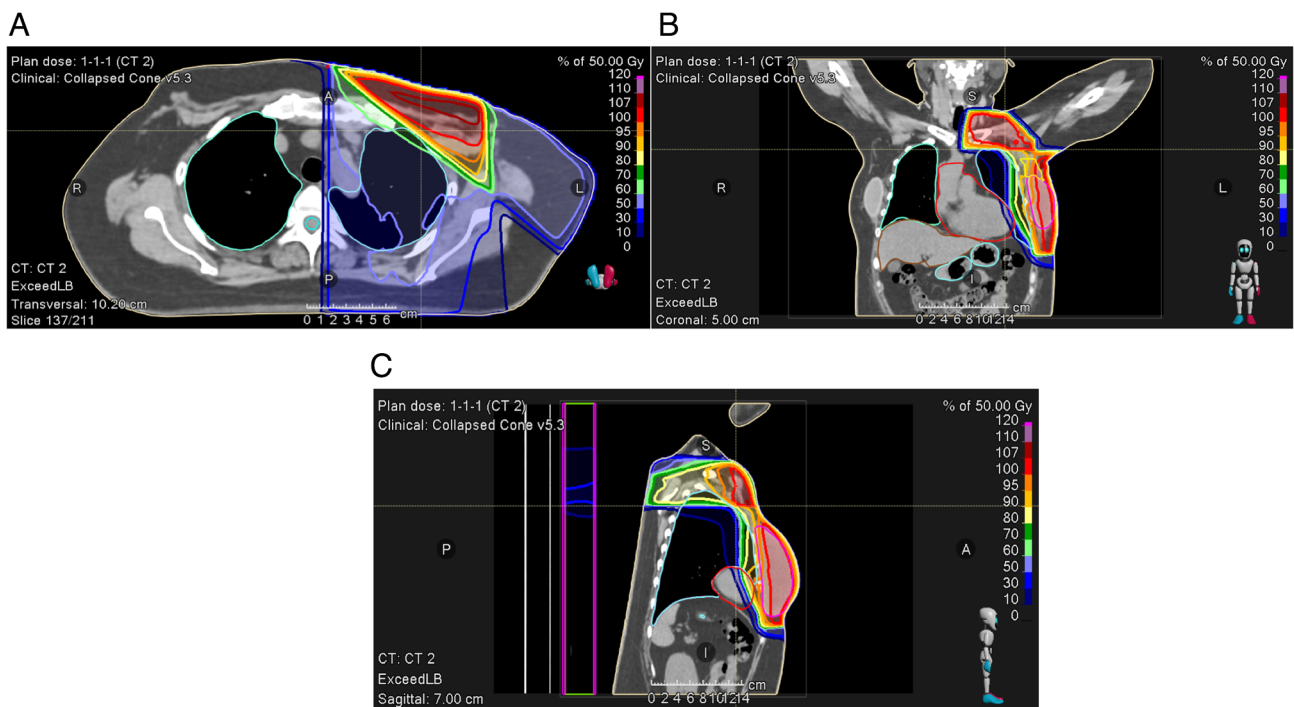 A
Plan dose: 1-1-1 (CT 2)
Clinical: Collapsed Cone v5.3
% of 50.00 Gy
120
110
107
100
95
90
80
70
60
50
30
10
0
A
R
L
P
CT: CT 2
ExceedLB
Transversal: 10.20 cm
Slice 137/211
0 1 2 3 4 5 6 cm
B
Plan dose: 1-1-1 (CT 2)
Clinical: Collapsed Cone v5.3
% of 50.00 Gy
120
110
107
100
95
90
80
70
60
50
30
10
0
S
R
L
I
CT: CT 2
ExceedLB
Coronal: 5.00 cm
0 2 4 6 8 10 12 14 cm
C
Plan dose: 1-1-1 (CT 2)
Clinical: Collapsed Cone v5.3
% of 50.00 Gy
120
110
107
100
95
90
80
70
60
50
30
10
0
S
P
A
I
CT: CT 2
ExceedLB
Sagittal: 7.00 cm
0 2 4 6 8 10 12 14 cm